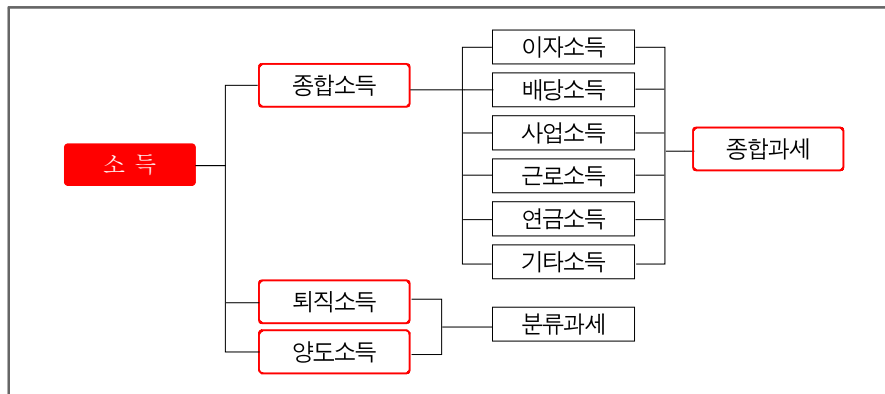 소 득
종합소득
이자소득
배당소득
사업소득
근로소득
연금소득
기타소득
종합과세
퇴직소득
양도소득
분류과세